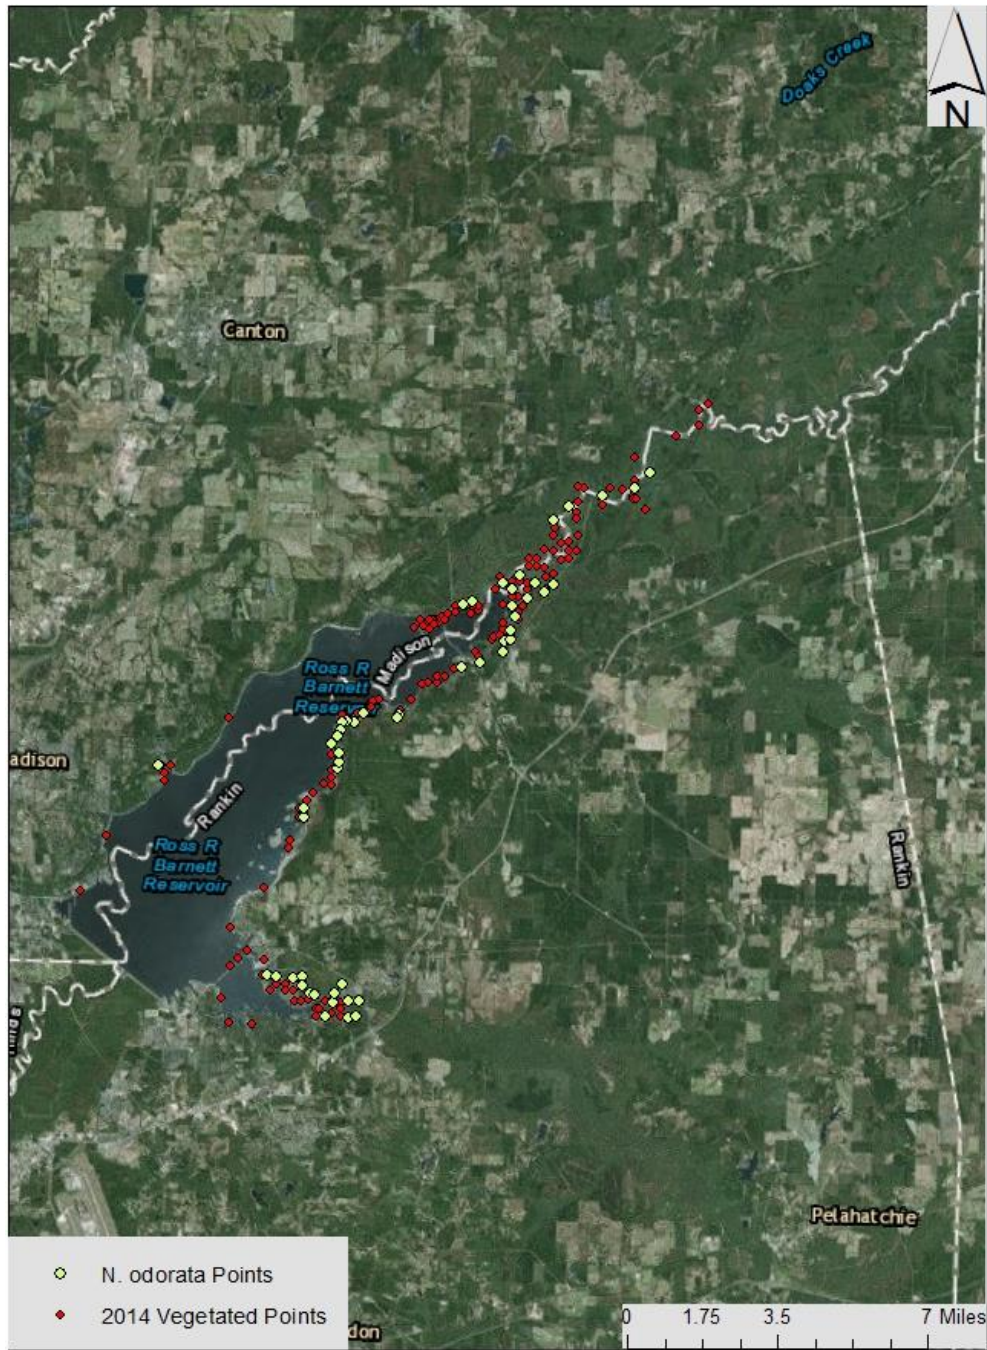 Doaks Creek
N
Canton
Madison
Ross R
Barnett
Reservoir
adison
Rankin
Ross R
Barnett
Reservoir
Rankin
Pelahatchie
N. odorata Points
2014 Vegetated Points
don
0 1.75 3.5 7 Miles